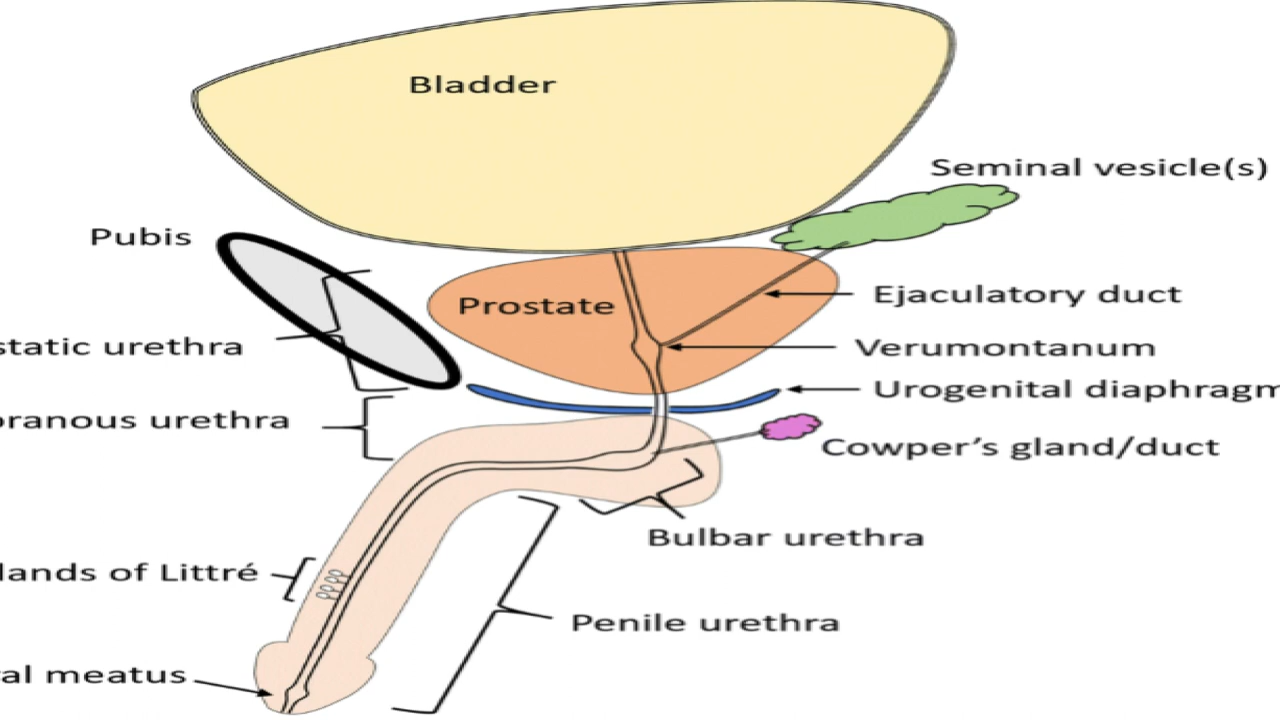 Bladder
Seminal vesicle(s)
Pubis
Prostate
Ejaculatory duct
static urethra
Verumontanum
Urogenital diaphragm
oranous urethra
Cowper’s gland/duct
Bulbar urethra
lands of Littré
Penile urethra
al meatus